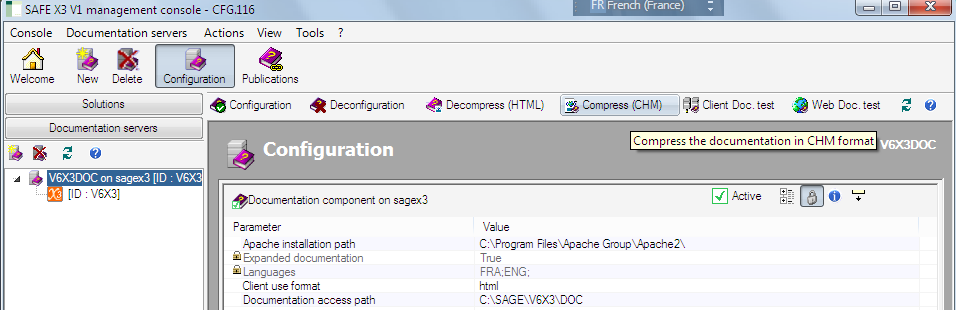 SAFE X3 V1 management console - CFG.116
FR French (France)
Console Documentation servers Actions View Tools ?
Welcome New Delete Configuration Publications
Solutions
Configuration Deconfiguration Decompress (HTML) Compress (CHM) Client Doc. test Web Doc. test
Documentation servers
Compress the documentation in CHM format
Configuration
V6X3DOC
V6X3DOC on sagex3 [ID : V6X3
[ID : V6X3]
Documentation component on sagex3
Active
Parameter Value
Apache installation path C:\Program Files\Apache Group\Apache2\
Expanded documentation True
Languages FRA;ENG;
Client use format html
Documentation access path C:\SAGE\V6X3\DOC